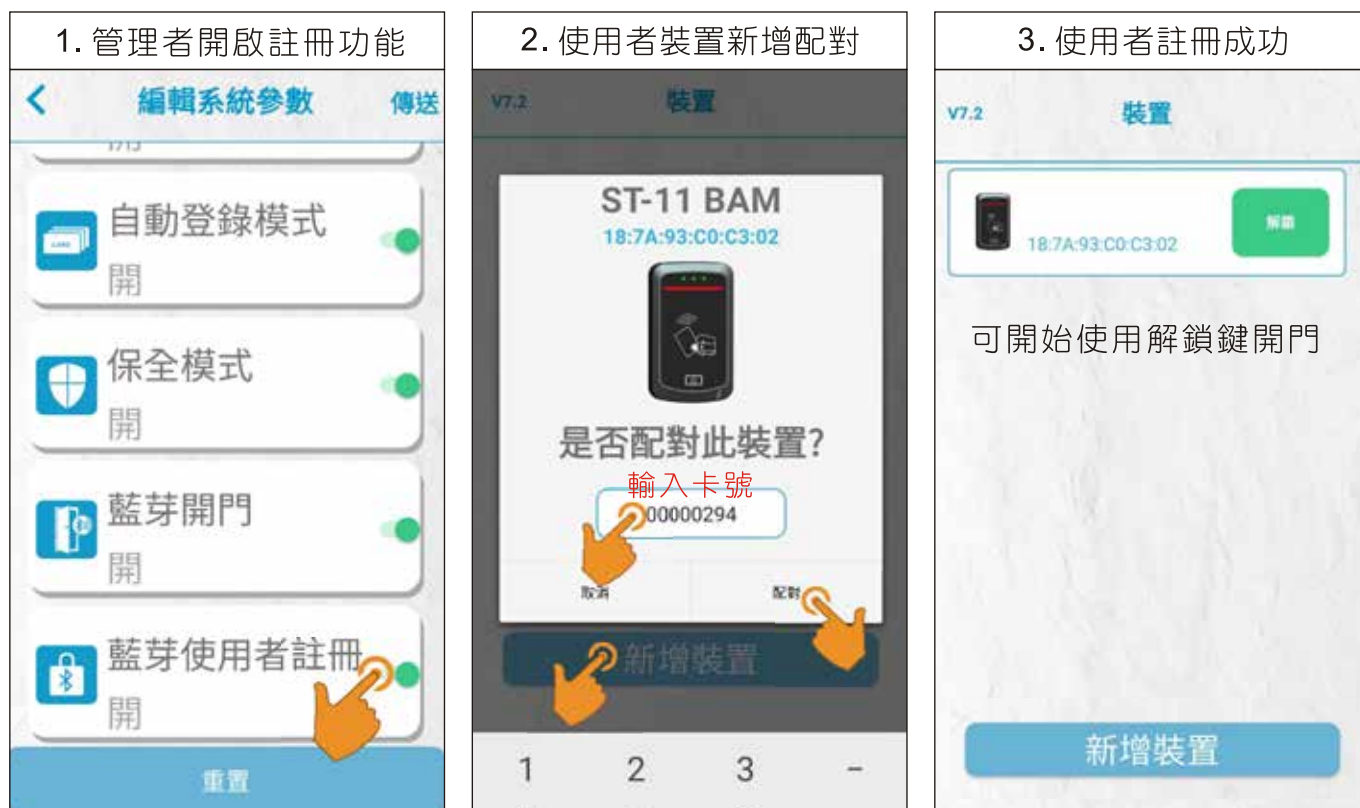 1. 管理者開啟註冊功能
編輯系統參數
傳送
自動登錄模式
開
保全模式
開
藍芽開門
開
藍芽使用者註冊
開
重置
2. 使用者裝置新增配對
V7.2
裝置
ST-11 BAM
18:7A:93:C0:C3:02
是否配對此裝置?
輸入卡號
00000294
取消
配對
新增裝置
1 2 3 –
3. 使用者註冊成功
V7.2
裝置
18:7A:93:C0:C3:02
解鎖
可開始使用解鎖鍵開門
新增裝置